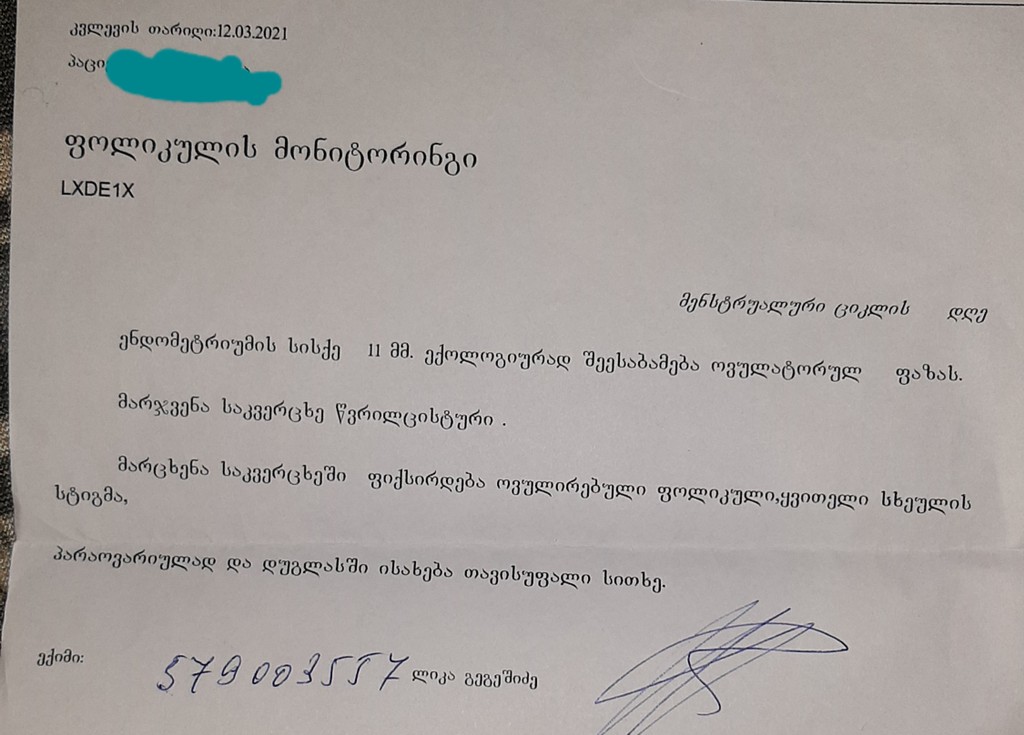 კვლევის თარიღი:12.03.2021
პაცი
ფოლიკულის მონიტორინგი
LXDE1X
მენსტრუალური ციკლის დღე
ენდომეტრიუმის სისქე 11 მმ. ექოლოგიურად შეესაბამება ოვულატორულ ფაზას.
მარჯვენა საკვერცხე წვრილცისტური .
მარცხენა საკვერცხეში ფიქსირდება ოვულირებული ფოლიკული,ყვითელი სხეულის
სტიგმა,
პარაოვარიულად და დუგლასში ისახება თავისუფალი სითხე.
ექიმი: 579003557 ლიკა გეგეშიძე